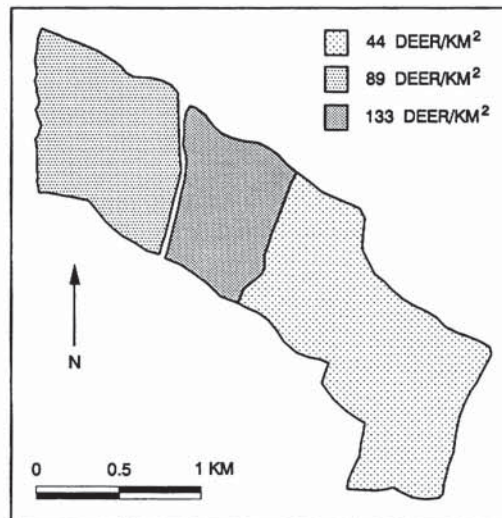 44 DEER/KM²
89 DEER/KM²
133 DEER/KM²
N
0 0.5 1 KM